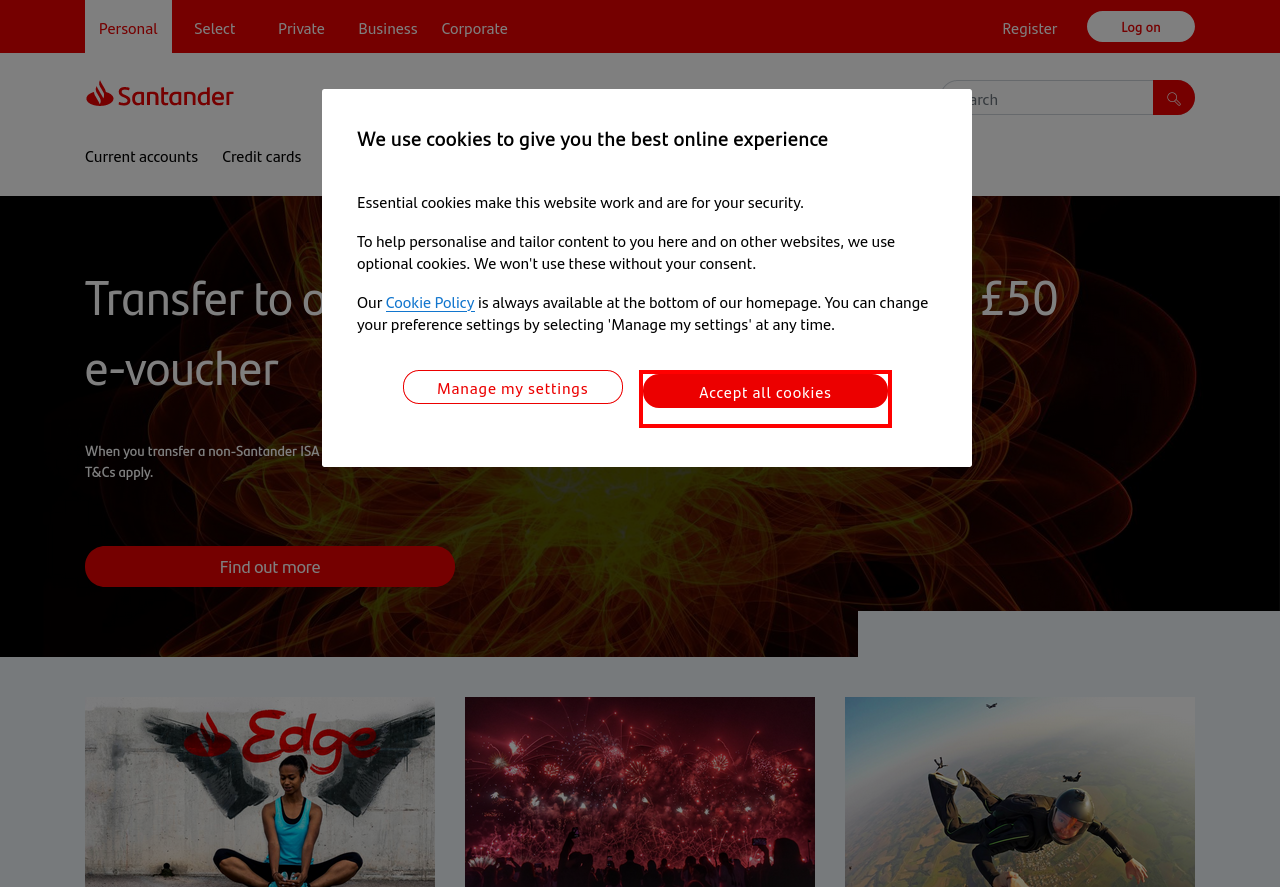 Personal
Select
Private
Business
Corporate
Register
Log on
Santander
Current accounts
Credit cards
We use cookies to give you the best online experience
Essential cookies make this website work and are for your security.
To help personalise and tailor content to you here and on other websites, we use
optional cookies. We won't use these without your consent.
Our Cookie Policy is always available at the bottom of our homepage. You can change
your preference settings by selecting 'Manage my settings' at any time.
Manage my settings
Accept all cookies
Transfer to
£50
e-voucher
When you transfer a non-Santander ISA
T&Cs apply.
Find out more
Edge